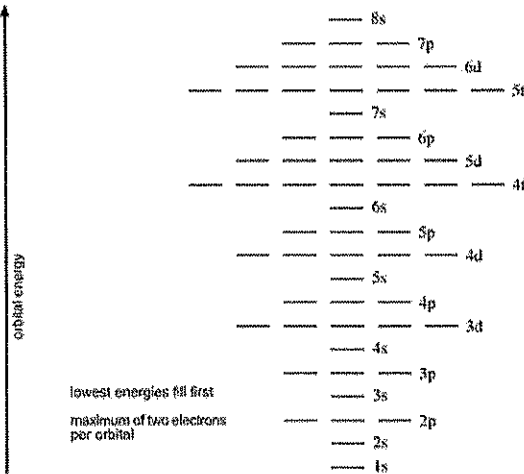 8s
7p
6d
5f
7s
6p
5d
4f
6s
5p
4d
5s
4p
3d
4s
3p
3s
2p
2s
1s
orbital energy
lowest energies fill first
maximum of two electrons
per orbital